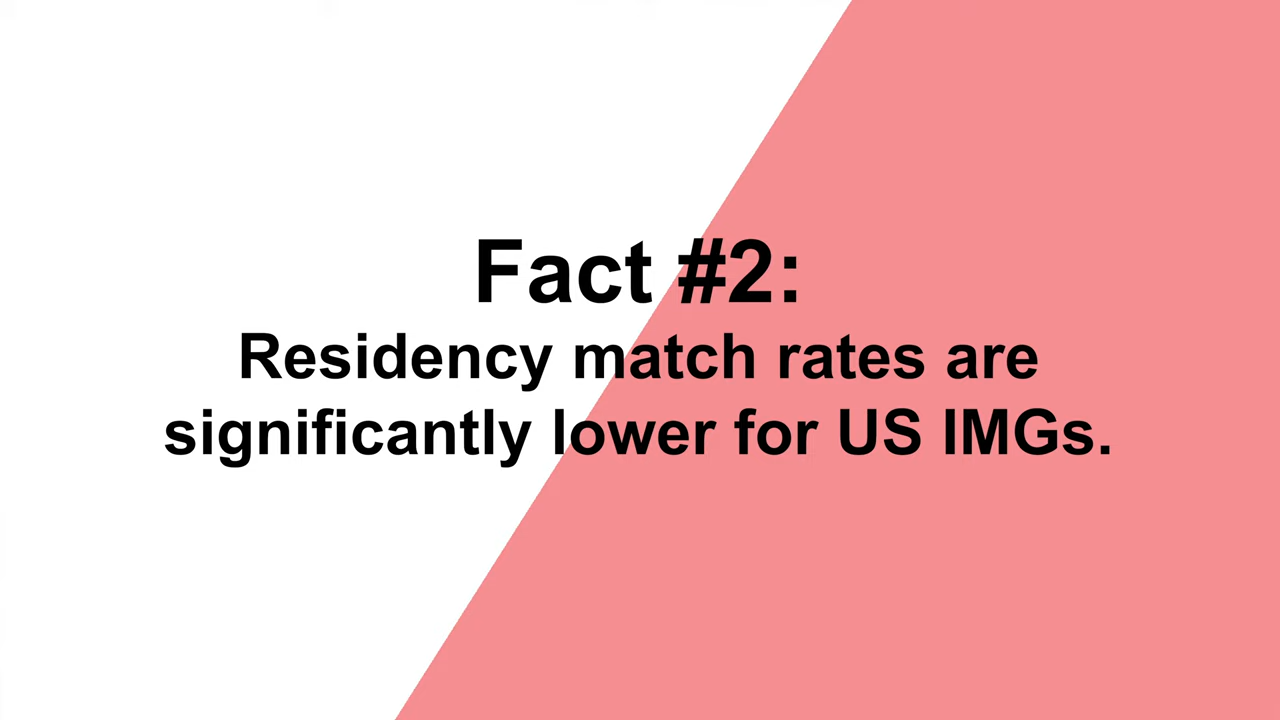 Fact #2:
Residency match rates are
significantly lower for US IMGs.